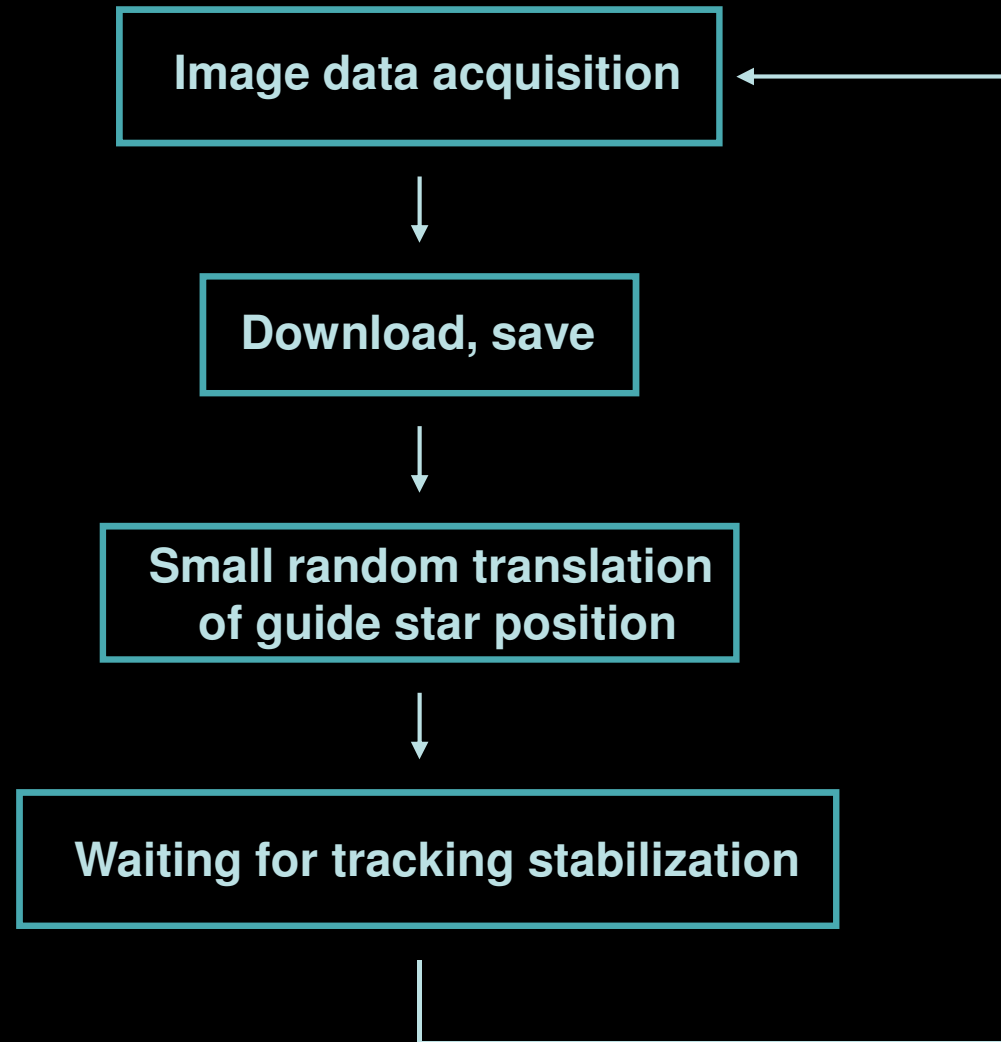 Image data acquisition
Download, save
Small random translation
of guide star position
Waiting for tracking stabilization